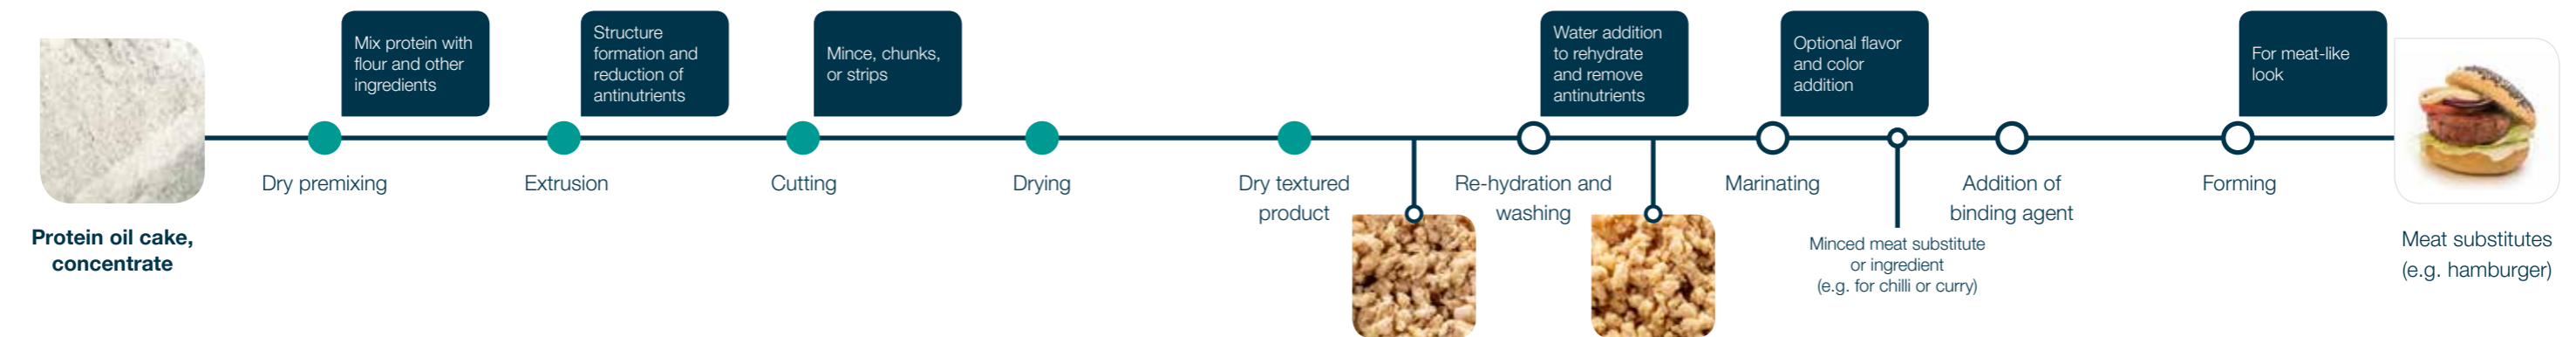 Mix protein with
flour and other
ingredients
Structure
formation and
reduction of
antinutrients
Mince, chunks,
or strips
Water addition
to rehydrate
and remove
antinutrients
Optional flavor
and color
addition
For meat-like
look
Protein oil cake,
concentrate
Dry premixing
Extrusion
Cutting
Drying
Dry textured
product
Re-hydration and
washing
Marinating
Minced meat substitute
or ingredient
(e.g. for chilli or curry)
Addition of
binding agent
Forming
Meat substitutes
(e.g. hamburger)